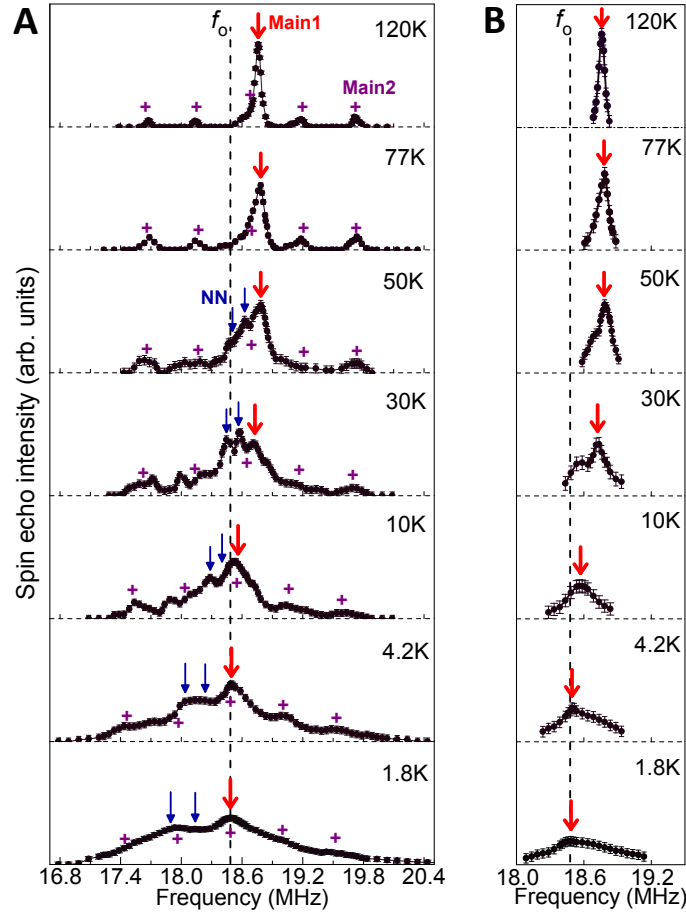 A
f₀
Main1
120K
Main2
77K
50K
NN
30K
10K
4.2K
1.8K
Spin echo intensity (arb. units)
16.8 17.4 18.0 18.6 19.2 19.8 20.4
Frequency (MHz)
B
f₀
120K
77K
50K
30K
10K
4.2K
1.8K
18.0 18.6 19.2
Frequency (MHz)